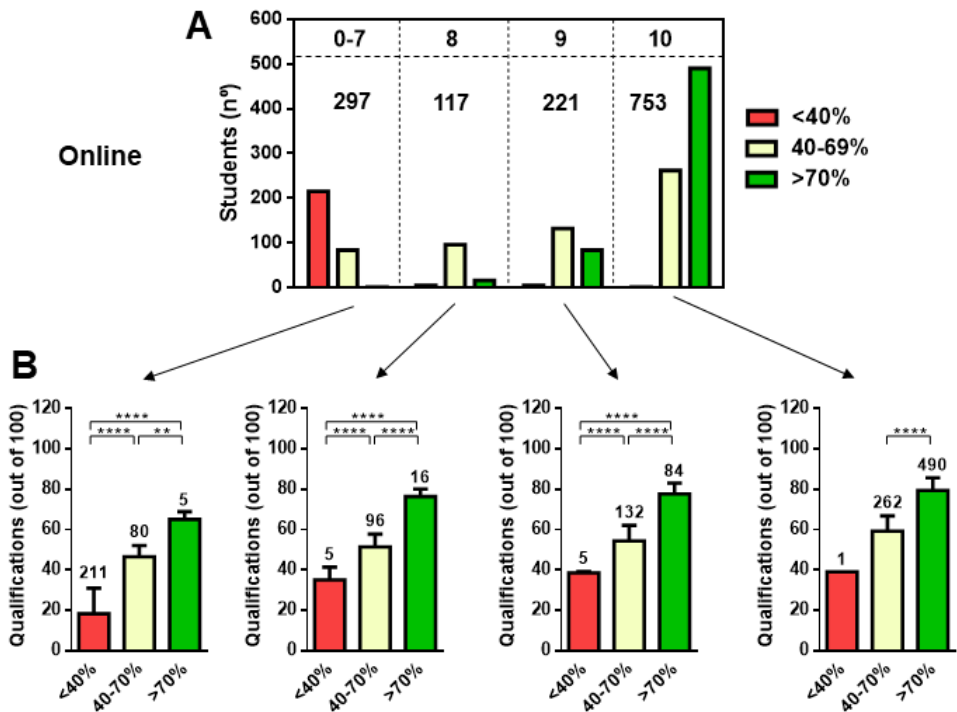 A
Students (nº)
600
500
400
300
200
100
0
0-7 8 9 10
297 117 221 753
Online
<40%
40-69%
>70%
B
Qualifications (out of 100)
120
100
80
60
40
20
0
****
**** **
211 80 5
<40% 40-70% >70%
Qualifications (out of 100)
120
100
80
60
40
20
0
****
**** ****
5 96 16
<40% 40-70% >70%
Qualifications (out of 100)
120
100
80
60
40
20
0
****
**** ****
5 132 84
<40% 40-70% >70%
Qualifications (out of 100)
120
100
80
60
40
20
0
****
1 262 490
<40% 40-70% >70%